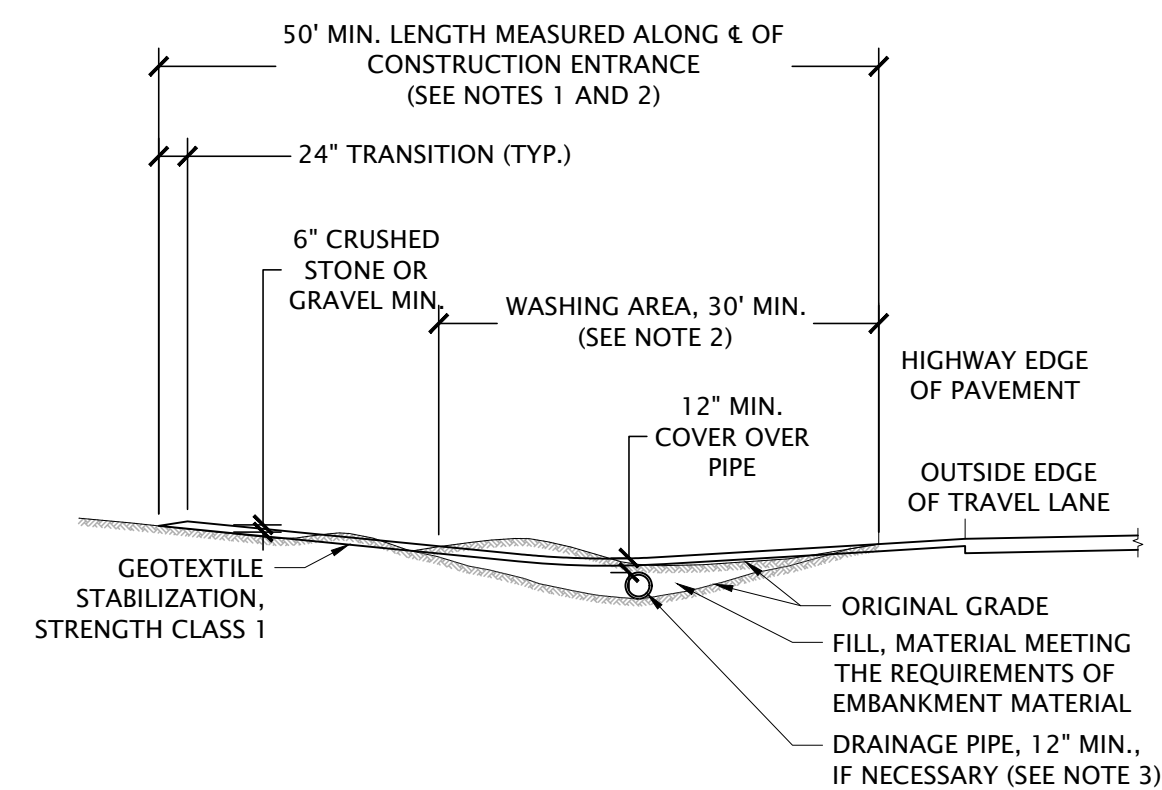 50' MIN. LENGTH MEASURED ALONG ℄ OF
CONSTRUCTION ENTRANCE
(SEE NOTES 1 AND 2)
24" TRANSITION (TYP.)
6" CRUSHED
STONE OR
GRAVEL MIN.
WASHING AREA, 30' MIN.
(SEE NOTE 2)
HIGHWAY EDGE
OF PAVEMENT
12" MIN.
COVER OVER
PIPE
OUTSIDE EDGE
OF TRAVEL LANE
GEOTEXTILE
STABILIZATION,
STRENGTH CLASS 1
ORIGINAL GRADE
FILL, MATERIAL MEETING
THE REQUIREMENTS OF
EMBANKMENT MATERIAL
DRAINAGE PIPE, 12" MIN.,
IF NECESSARY (SEE NOTE 3)